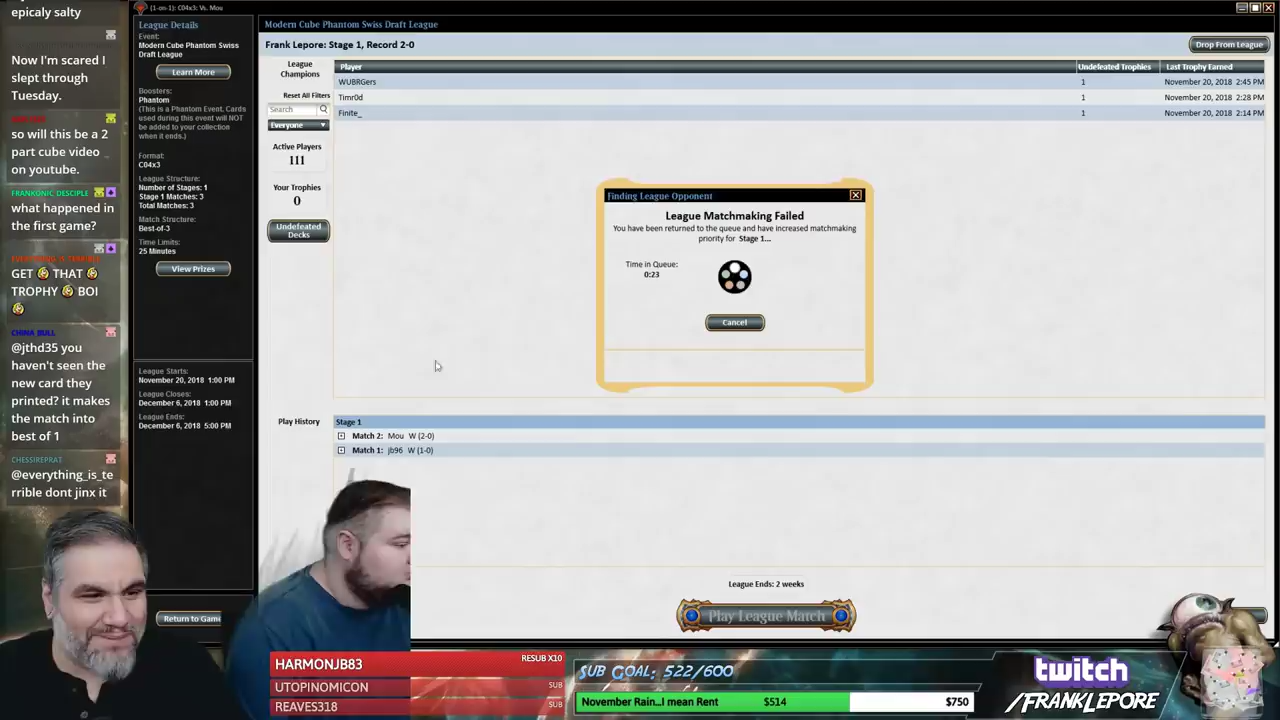 epicaly salty
Now I'm scared I
slept through
Tuesday.
so will this be a 2
part cube video
on youtube.
FRANKONIC_DESCIPLE
what happened in
the first game?
EVERYTHING_IS_TERRIBLE
GET THAT
TROPHY BOI
CHINA_BULL
@jthd35 you
haven't seen the
new card they
printed? it makes
the match into
best of 1
CHESSIREPRAT
@everything_is_te
rrible dont jinx it
(1-on-1): C04x3: Vs. Mou
League Details
Event:
Modern Cube Phantom Swiss
Draft League
Learn More
Boosters:
Phantom
(This is a Phantom Event. Cards
used during this event will NOT
be added to your collection
when it ends.)
Format:
C04x3
League Structure:
Number of Stages: 1
Stage 1 Matches: 3
Total Matches: 3
Match Structure:
Best-of-3
Time Limits:
25 Minutes
View Prizes
League Starts:
November 20, 2018 1:00 PM
League Closes:
December 6, 2018 1:00 PM
League Ends:
December 6, 2018 5:00 PM
Return to Gam
Modern Cube Phantom Swiss Draft League
Frank Lepore: Stage 1, Record 2-0
Drop From League
League
Champions
Reset All Filters
Search
Everyone
Active Players
111
Your Trophies
0
Undefeated
Decks
Player Undefeated Trophies Last Trophy Earned
WUBRGers 1 November 20, 2018 2:45 PM
Timr0d 1 November 20, 2018 2:28 PM
Finite_ 1 November 20, 2018 2:14 PM
Finding League Opponent
League Matchmaking Failed
You have been returned to the queue and have increased matchmaking
priority for Stage 1...
Time in Queue:
0:23
Cancel
Play History
Stage 1
Match 2: Mou W (2-0)
Match 1: jb96 W (1-0)
League Ends: 2 weeks
Play League Match
HARMONJB83 RESUB X10
UTOPINOMICON SUB
REAVES318 SUB
SUB GOAL: 522/600
November Rain...I mean Rent $514 $750
twitch
/FRANKLEPORE